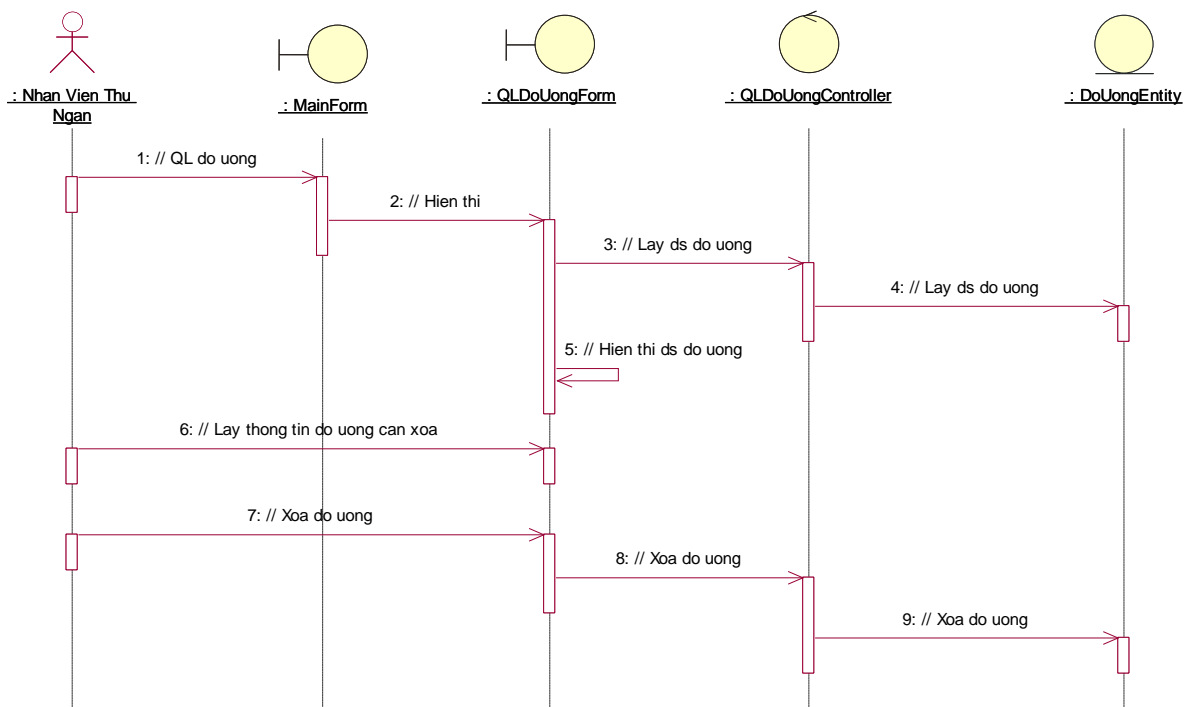 : Nhan Vien Thu
Ngan
: MainForm
: QLDoUongForm
: QLDoUongController
: DoUongEntity
1: // QL do uong
2: // Hien thi
3: // Lay ds do uong
4: // Lay ds do uong
5: // Hien thi ds do uong
6: // Lay thong tin do uong can xoa
7: // Xoa do uong
8: // Xoa do uong
9: // Xoa do uong